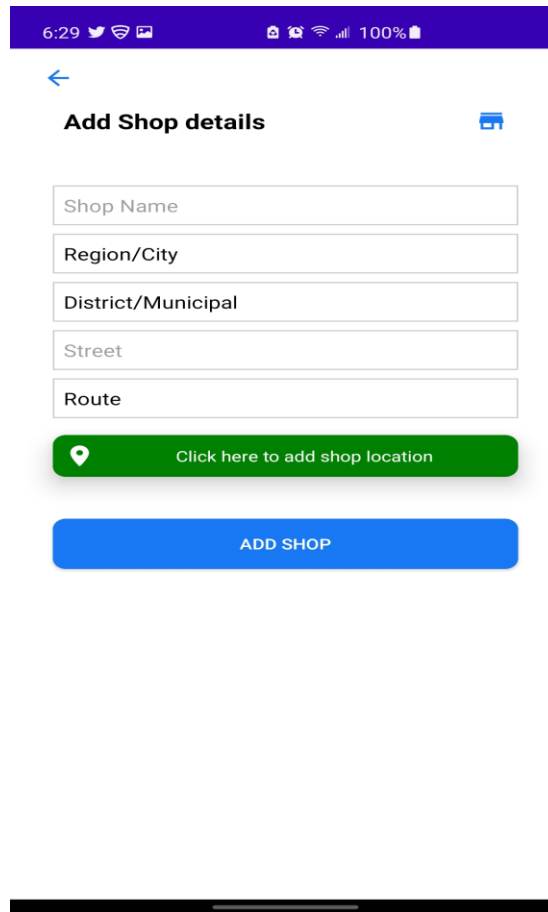 6:29 100%
Add Shop details
Shop Name
Region/City
District/Municipal
Street
Route
Click here to add shop location
ADD SHOP